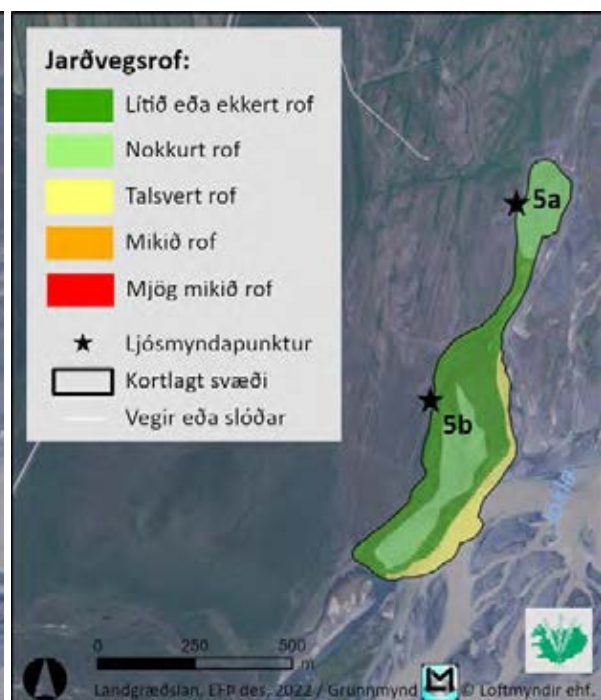 Jarðvegsrof:
Lítið eða ekkert rof
Nokkurt rof
Talsvert rof
Mikið rof
Mjög mikið rof
Ljósmyndapunktur
Kortlagt svæði
Vegir eða slóðar
5a
5b
0 250 500
m
Landgræðslan, EFÞ des. 2022 / Grunnmynd M © Loftmyndir ehf.